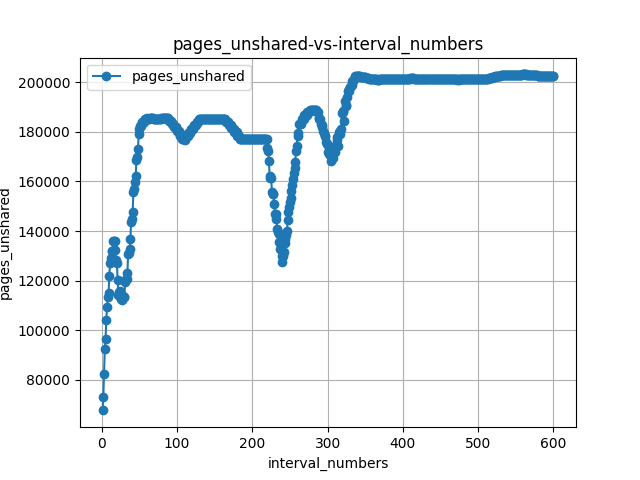 pages_unshared-vs-interval_numbers
pages_unshared
200000
180000
160000
140000
120000
100000
80000
pages_unshared
0 100 200 300 400 500 600
interval_numbers